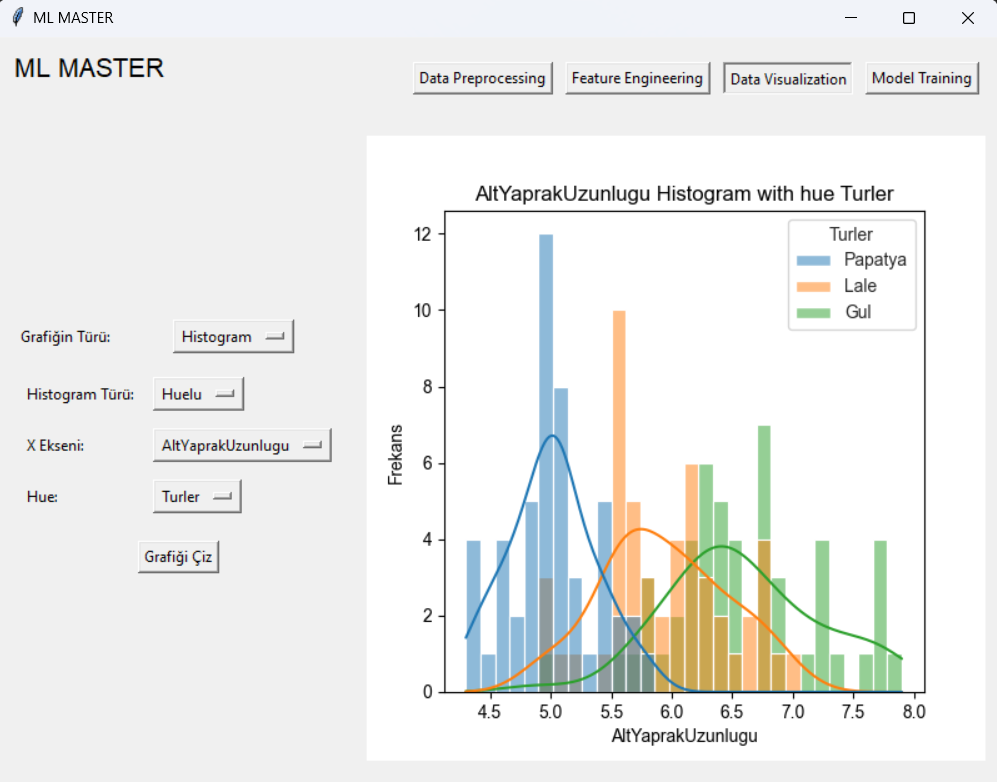 ML MASTER
ML MASTER
Data Preprocessing
Feature Engineering
Data Visualization
Model Training
Grafiğin Türü:
Histogram
Histogram Türü:
Huelu
X Ekseni:
AltYaprakUzunlugu
Hue:
Turler
Grafiği Çiz
AltYaprakUzunlugu Histogram with hue Turler
Turler
Papatya
Lale
Gul
Frekans
12
10
8
6
4
2
0
4.5 5.0 5.5 6.0 6.5 7.0 7.5 8.0
AltYaprakUzunlugu